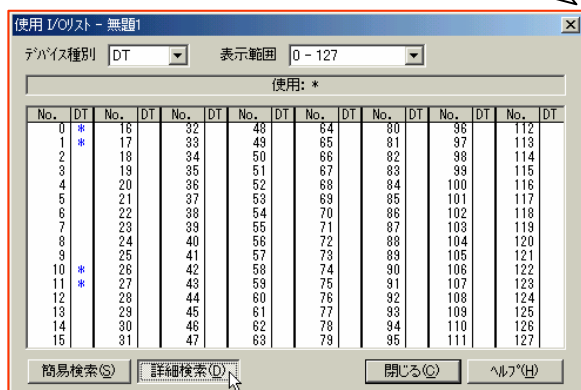 使用 I/Oリスト - 無題1
デバイス種別 DT 表示範囲 0 - 127
使用: *
No. DT No. DT No. DT No. DT No. DT No. DT No. DT No. DT
0 * 16 32 48 64 80 96 112
1 * 17 33 49 65 81 97 113
2 18 34 50 66 82 98 114
3 19 35 51 67 83 99 115
4 20 36 52 68 84 100 116
5 21 37 53 69 85 101 117
6 22 38 54 70 86 102 118
7 23 39 55 71 87 103 119
8 24 40 56 72 88 104 120
9 25 41 57 73 89 105 121
10 * 26 42 58 74 90 106 122
11 * 27 43 59 75 91 107 123
12 28 44 60 76 92 108 124
13 29 45 61 77 93 109 125
14 30 46 62 78 94 110 126
15 31 47 63 79 95 111 127
簡易検索(S) 詳細検索(D) 閉じる(C) ヘルプ(H)